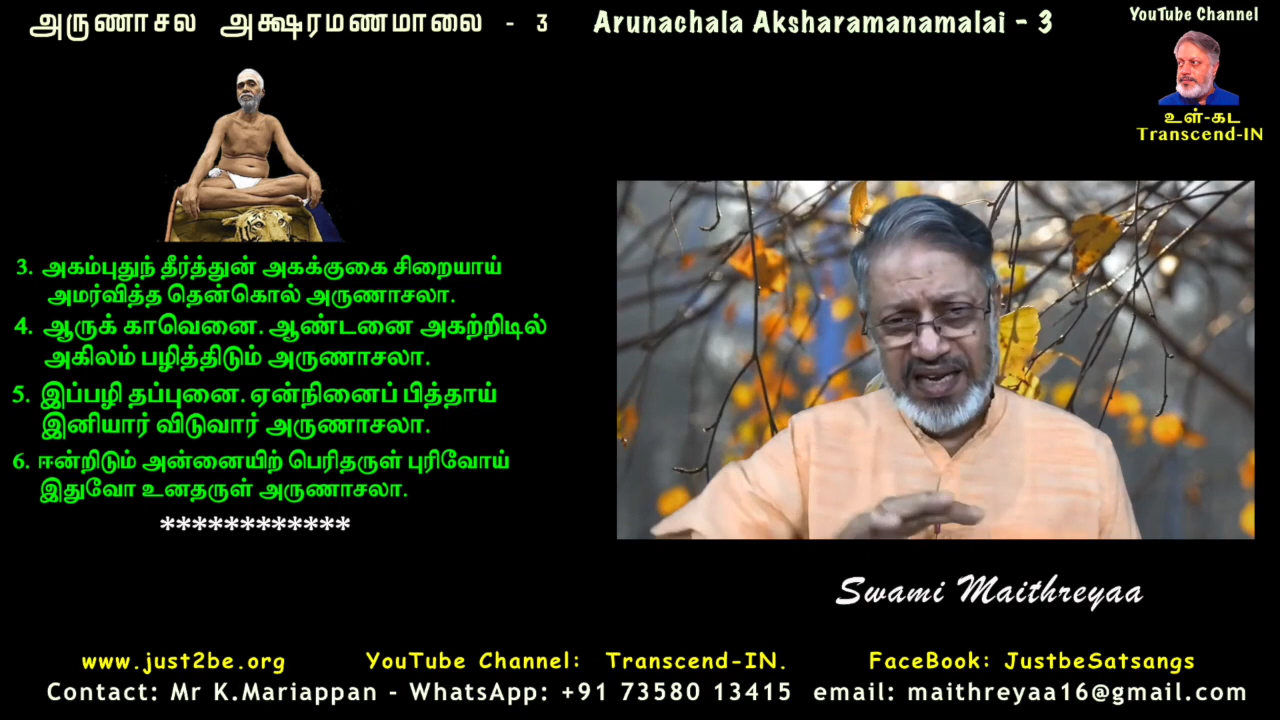 அருணாசல அக்ஷரமணமாலை - 3
Arunachala Aksharamanamalai - 3
YouTube Channel
உள்-கட
Transcend-IN
3. அகம்புதுந் தீர்த்துன் அகக்குகை சிறையாய்
அமர்வித்த தென்கொல் அருணாசலா.
4. ஆருக் காவெனை. ஆண்டனை அகற்றிடில்
அகிலம் பழித்திடும் அருணாசலா.
5. இப்பழி தப்புனை. ஏன்நினைப் பித்தாய்
இனியார் விடுவார் அருணாசலா.
6. ஈன்றிடும் அன்னையிற் பெரிதருள் புரிவோய்
இதுவோ உனதருள் அருணாசலா.
************
Swami Maithreyaa
www.just2be.org YouTube Channel: Transcend-IN. FaceBook: JustbeSatsangs
Contact: Mr K.Mariappan - WhatsApp: +91 73580 13415 email: maithreyaa16@gmail.com